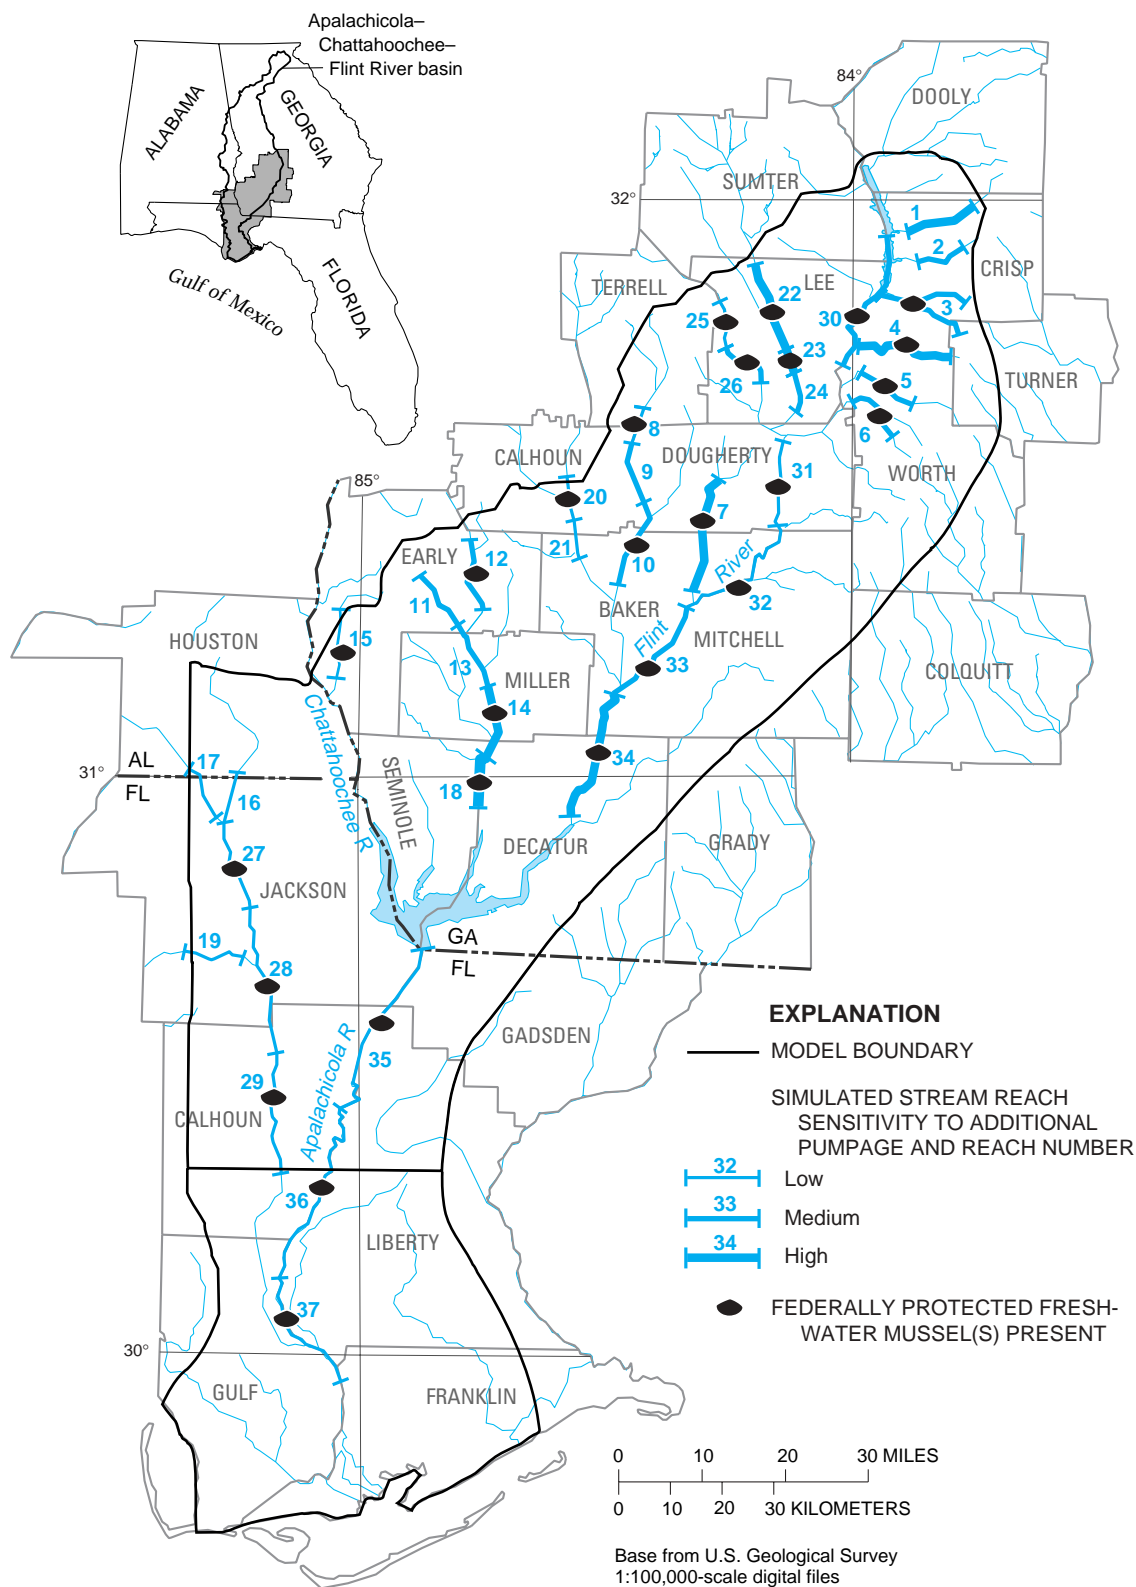 Apalachicola–
Chattahoochee–
Flint River basin
ALABAMA
GEORGIA
FLORIDA
Gulf of Mexico
84°
DOOLY
SUMTER
32°
1
2
CRISP
TERRELL
LEE
22
25
30
3
4
23
26
24
5
TURNER
6
8
CALHOUN
DOUGHERTY
WORTH
85°
9
31
20
7
EARLY
12
21
10
River
11
BAKER
32
HOUSTON
15
Flint
MITCHELL
33
13
MILLER
COLQUITT
14
Chattahoochee R
34
17
31°
AL
FL
16
18
SEMINOLE
DECATUR
GRADY
27
JACKSON
19
GA
FL
28
EXPLANATION
GADSDEN
35
MODEL BOUNDARY
Apalachicola R
29
CALHOUN
SIMULATED STREAM REACH
SENSITIVITY TO ADDITIONAL
PUMPAGE AND REACH NUMBER
32
Low
36
33
Medium
LIBERTY
34
High
37
FEDERALLY PROTECTED FRESH-
WATER MUSSEL(S) PRESENT
30°
GULF
FRANKLIN
0 10 20 30 MILES
0 10 20 30 KILOMETERS
Base from U.S. Geological Survey
1:100,000-scale digital files